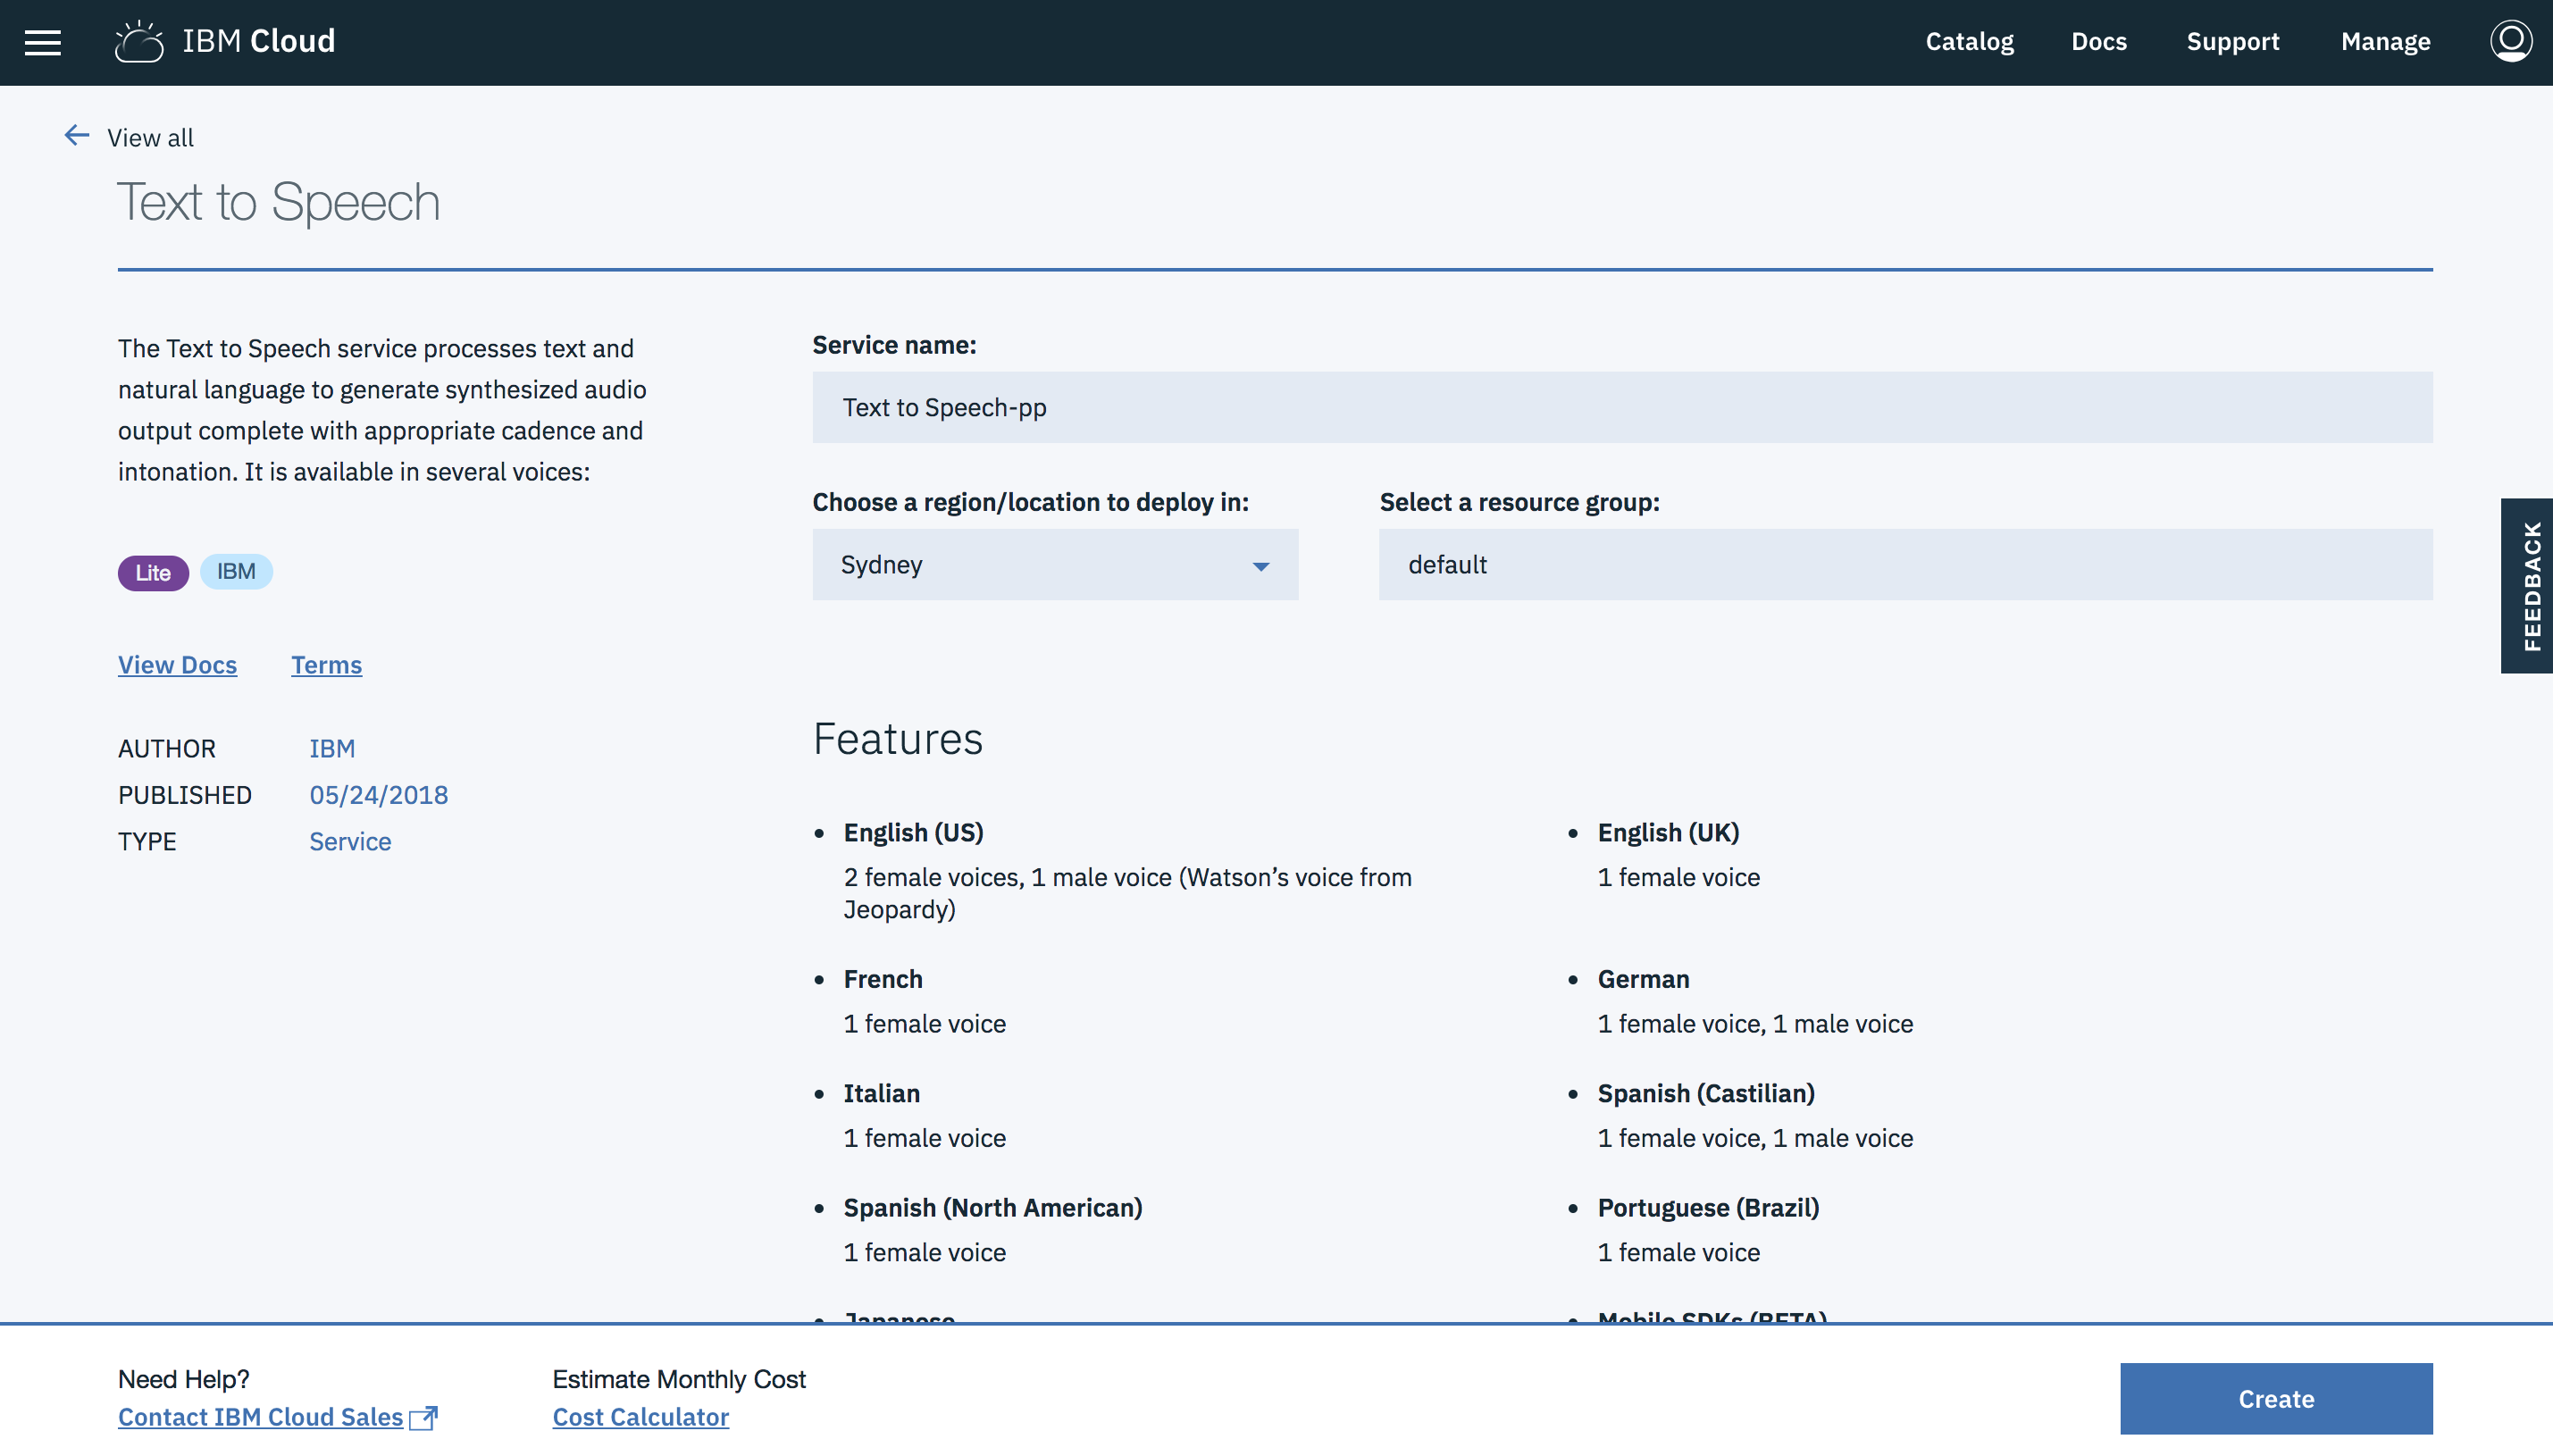 IBM Cloud
Catalog
Docs
Support
Manage
View all
Text to Speech
The Text to Speech service processes text and
natural language to generate synthesized audio
output complete with appropriate cadence and
intonation. It is available in several voices:
Lite
IBM
View Docs
Terms
AUTHOR IBM
PUBLISHED 05/24/2018
TYPE Service
Service name:
Text to Speech-pp
Choose a region/location to deploy in:
Sydney
Select a resource group:
default
Features
English (US)
2 female voices, 1 male voice (Watson’s voice from
Jeopardy)
English (UK)
1 female voice
French
1 female voice
German
1 female voice, 1 male voice
Italian
1 female voice
Spanish (Castilian)
1 female voice, 1 male voice
Spanish (North American)
1 female voice
Portuguese (Brazil)
1 female voice
Japanese
Mobile SDKs (BETA)
FEEDBACK
Need Help?
Contact IBM Cloud Sales
Estimate Monthly Cost
Cost Calculator
Create